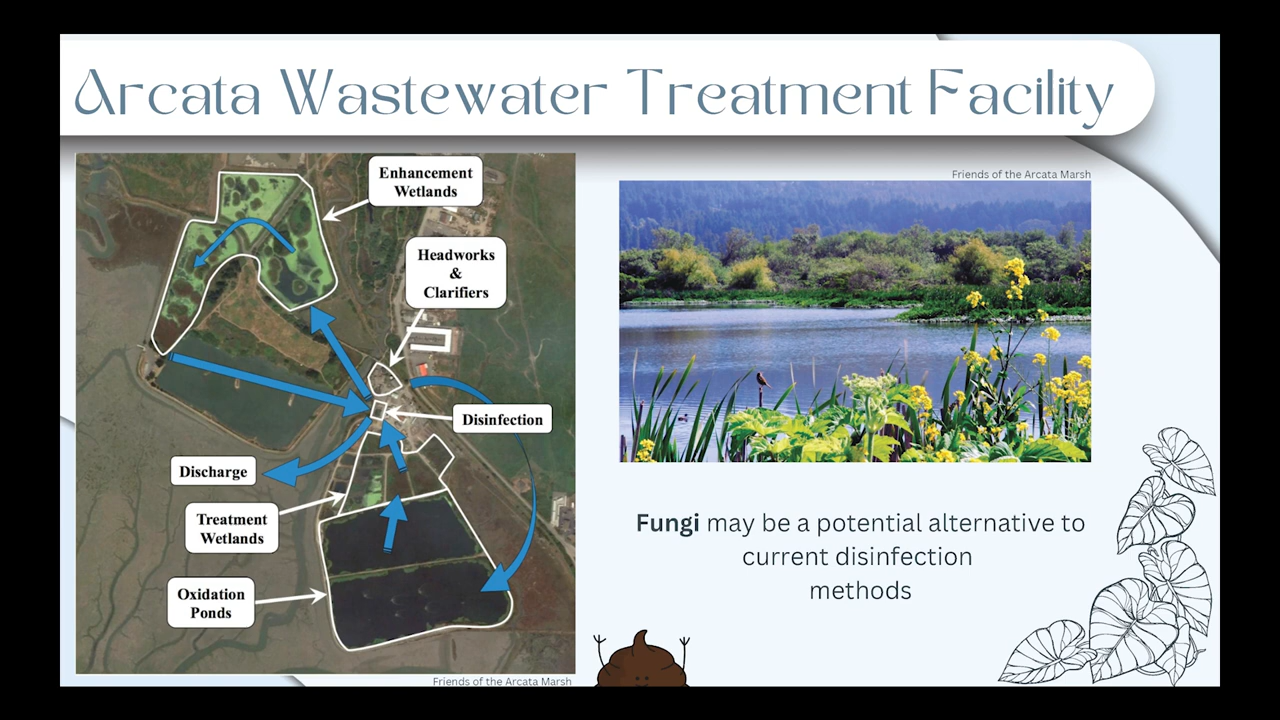 Arcata Wastewater Treatment Facility
Enhancement
Wetlands
Headworks
&
Clarifiers
Disinfection
Discharge
Treatment
Wetlands
Oxidation
Ponds
Friends of the Arcata Marsh
Friends of the Arcata Marsh
Fungi may be a potential alternative to
current disinfection
methods